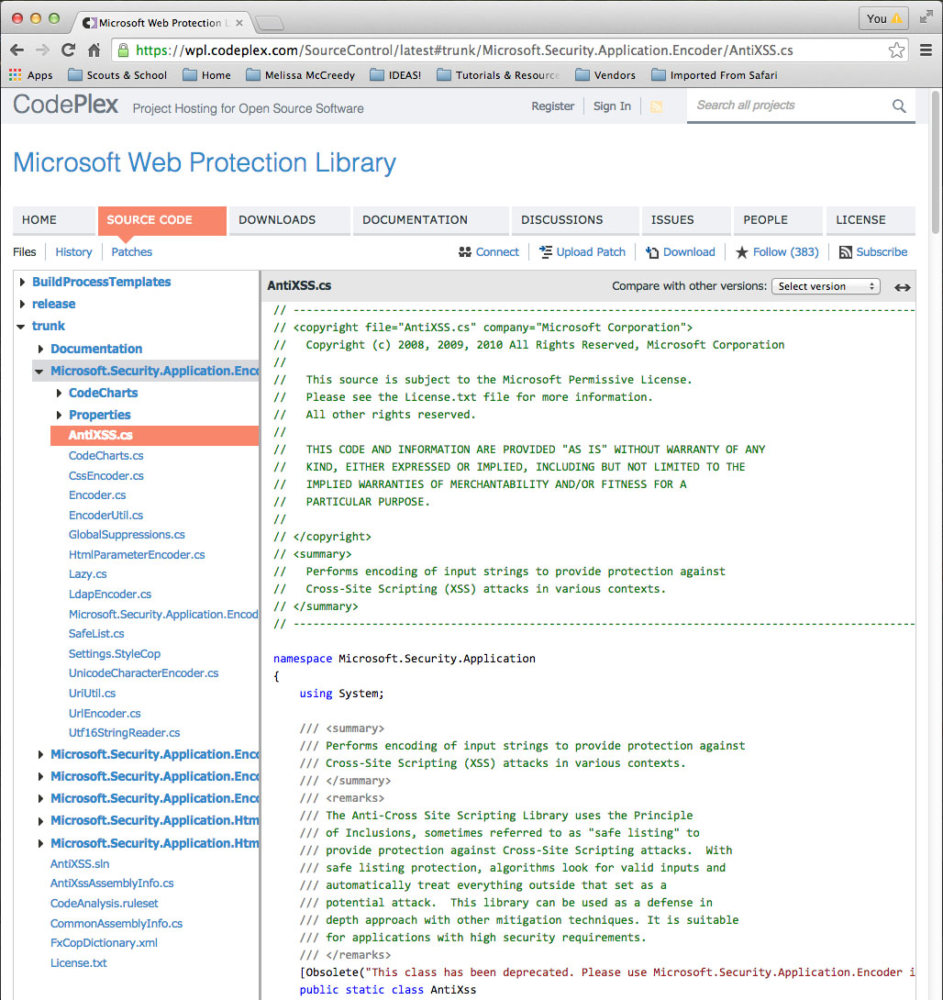 Microsoft Web Protection L
You
https://wpl.codeplex.com/SourceControl/latest#trunk/Microsoft.Security.Application.Encoder/AntiXSS.cs
Apps Scouts & School Home Melissa McCreedy IDEAS! Tutorials & Resource Vendors Imported From Safari
CodePlex Project Hosting for Open Source Software Register Sign In Search all projects
Microsoft Web Protection Library
HOME SOURCE CODE DOWNLOADS DOCUMENTATION DISCUSSIONS ISSUES PEOPLE LICENSE
Files History Patches Connect Upload Patch Download Follow (383) Subscribe
BuildProcessTemplates
release
trunk
Documentation
Microsoft.Security.Application.Enco
CodeCharts
Properties
AntiXSS.cs
CodeCharts.cs
CssEncoder.cs
Encoder.cs
EncoderUtil.cs
GlobalSuppressions.cs
HtmlParameterEncoder.cs
Lazy.cs
LdapEncoder.cs
Microsoft.Security.Application.Encod
SafeList.cs
Settings.StyleCop
UnicodeCharacterEncoder.cs
UriUtil.cs
UrlEncoder.cs
Utf16StringReader.cs
Microsoft.Security.Application.Enco
Microsoft.Security.Application.Enco
Microsoft.Security.Application.Enco
Microsoft.Security.Application.Htm
Microsoft.Security.Application.Htm
AntiXSS.sln
AntiXssAssemblyInfo.cs
CodeAnalysis.ruleset
CommonAssemblyInfo.cs
FxCopDictionary.xml
License.txt
AntiXSS.cs Compare with other versions: Select version
// --------------------------------------------------------------------------------------------------------------------
// <copyright file="AntiXSS.cs" company="Microsoft Corporation">
//   Copyright (c) 2008, 2009, 2010 All Rights Reserved, Microsoft Corporation
//
//   This source is subject to the Microsoft Permissive License.
//   Please see the License.txt file for more information.
//   All other rights reserved.
//
//   THIS CODE AND INFORMATION ARE PROVIDED "AS IS" WITHOUT WARRANTY OF ANY
//   KIND, EITHER EXPRESSED OR IMPLIED, INCLUDING BUT NOT LIMITED TO THE
//   IMPLIED WARRANTIES OF MERCHANTABILITY AND/OR FITNESS FOR A
//   PARTICULAR PURPOSE.
//
// </copyright>
// <summary>
//   Performs encoding of input strings to provide protection against
//   Cross-Site Scripting (XSS) attacks in various contexts.
// </summary>
// --------------------------------------------------------------------------------------------------------------------
namespace Microsoft.Security.Application
{
using System;
/// <summary>
/// Performs encoding of input strings to provide protection against
/// Cross-Site Scripting (XSS) attacks in various contexts.
/// </summary>
/// <remarks>
/// The Anti-Cross Site Scripting Library uses the Principle
/// of Inclusions, sometimes referred to as "safe listing" to
/// provide protection against Cross-Site Scripting attacks.  With
/// safe listing protection, algorithms look for valid inputs and
/// automatically treat everything outside that set as a
/// potential attack.  This library can be used as a defense in
/// depth approach with other mitigation techniques. It is suitable
/// for applications with high security requirements.
/// </remarks>
[Obsolete("This class has been deprecated. Please use Microsoft.Security.Application.Encoder i
public static class AntiXss